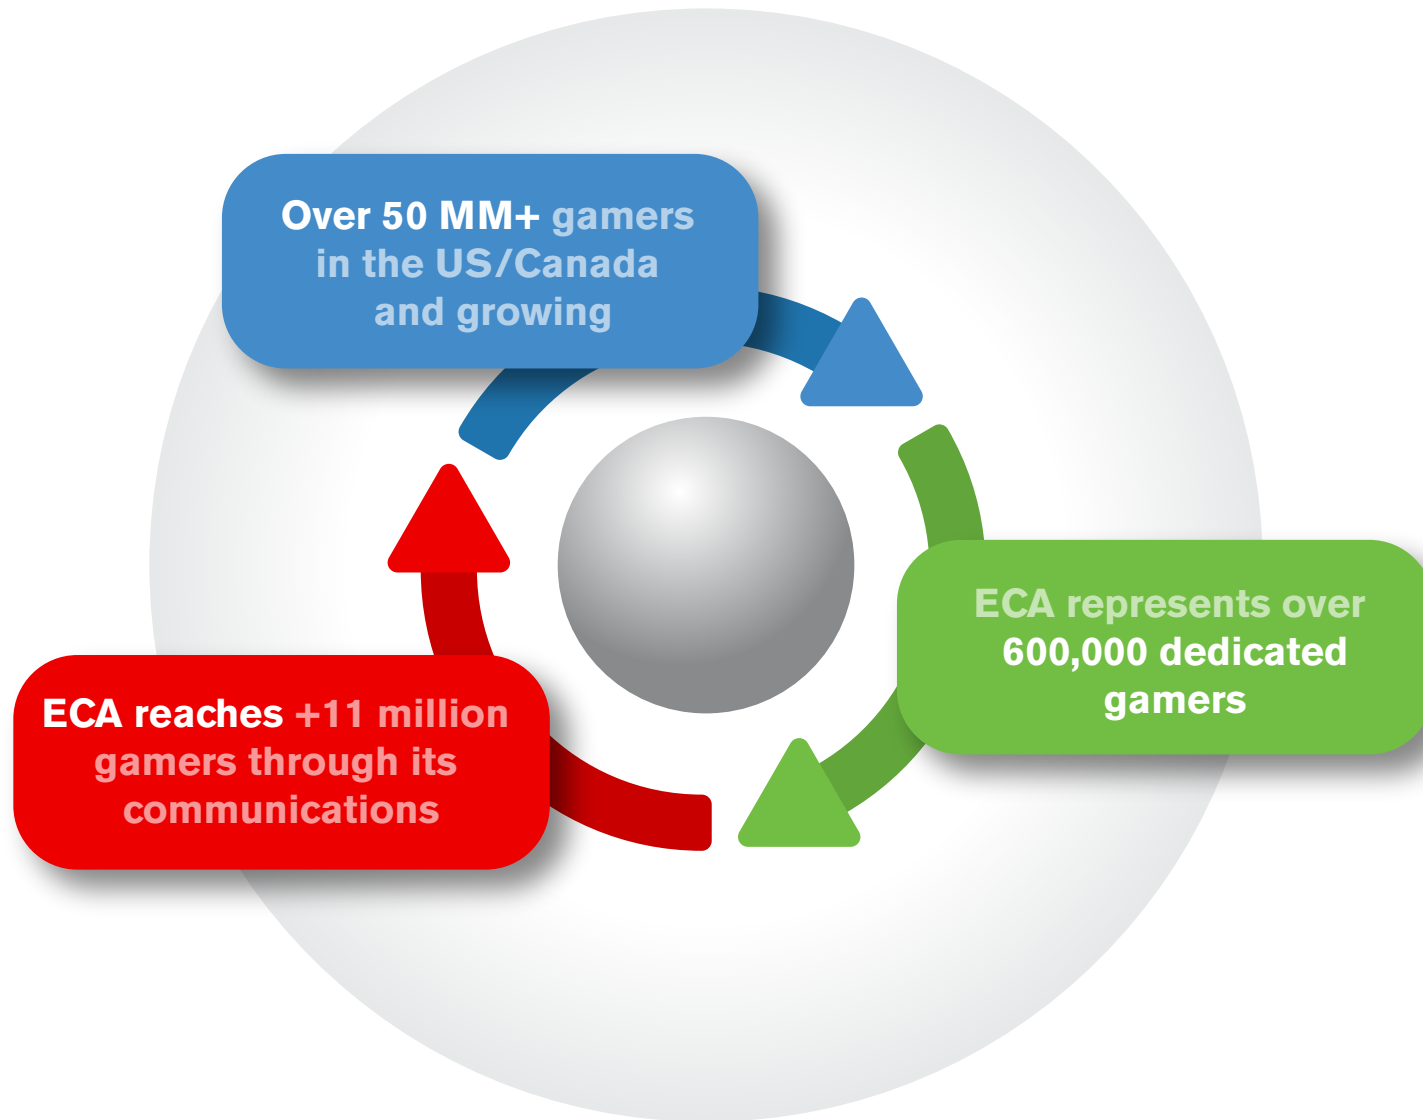 Over 50 MM+ gamers
in the US/Canada
and growing
ECA represents over
600,000 dedicated
gamers
ECA reaches +11 million
gamers through its
communications